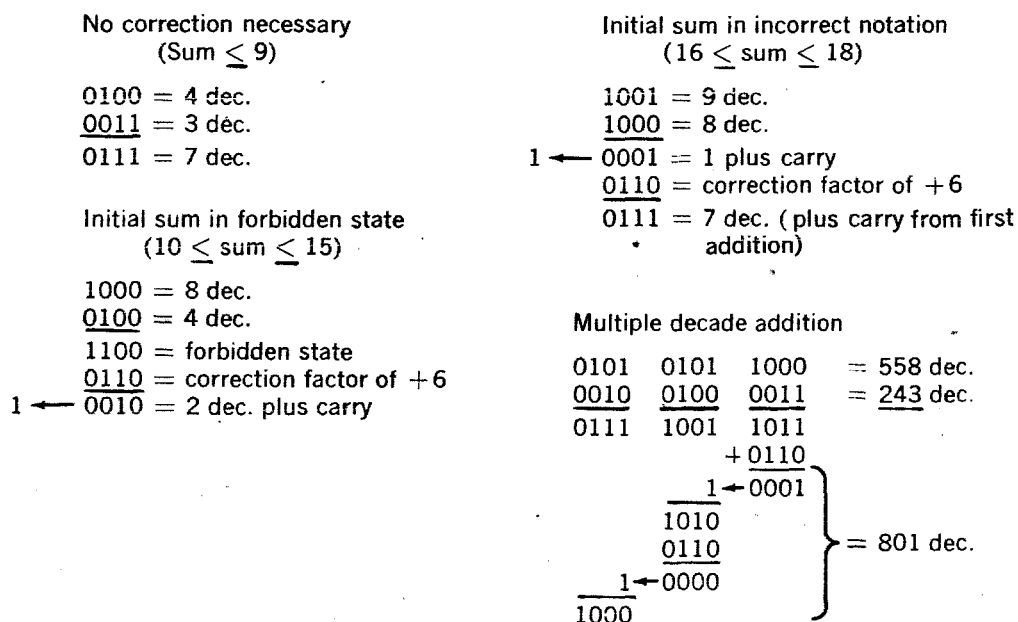 No correction necessary
(Sum ≤ 9)
0100 = 4 dec.
0011 = 3 dec.
0111 = 7 dec.
Initial sum in forbidden state
(10 ≤ sum ≤ 15)
1000 = 8 dec.
0100 = 4 dec.
1100 = forbidden state
0110 = correction factor of +6
1 ← 0010 = 2 dec. plus carry
Initial sum in incorrect notation
(16 ≤ sum ≤ 18)
1001 = 9 dec.
1000 = 8 dec.
1 ← 0001 = 1 plus carry
0110 = correction factor of +6
0111 = 7 dec. (plus carry from first
addition)
Multiple decade addition
0101 0101 1000 = 558 dec.
0010 0100 0011 = 243 dec.
0111 1001 1011
+0110
1←0001
1010
0110
= 801 dec.
1←0000
1000